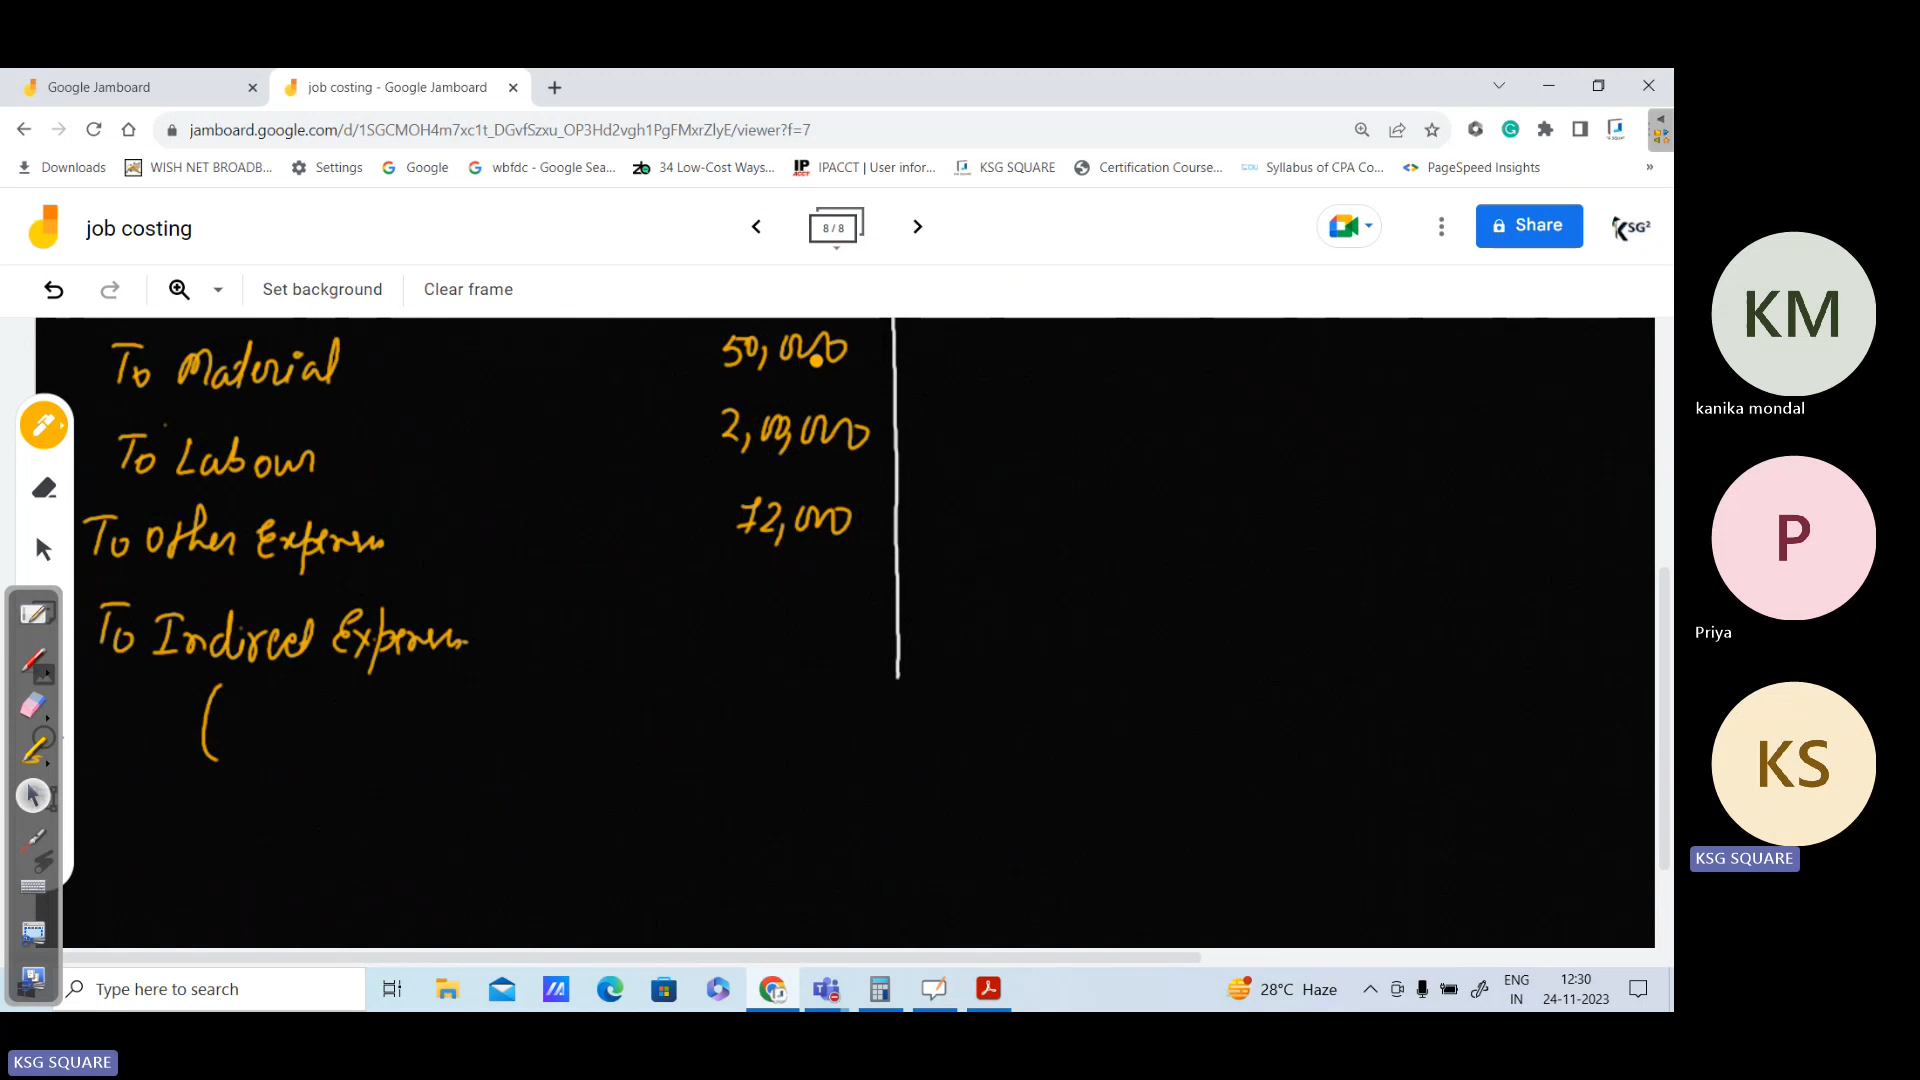 Google Jamboard
job costing - Google Jamboard
jamboard.google.com/d/1SGCMOH4m7xc1t_DGvfSzxu_OP3Hd2vgh1PgFMxrZlyE/viewer?f=7
Downloads WISH NET BROADB... Settings Google wbfdc - Google Sea... 34 Low-Cost Ways... IPACCT | User infor... KSG SQUARE Certification Course... Syllabus of CPA Co... PageSpeed Insights »
job costing
8 / 8
Share
KSG²
Set background Clear frame
To Material 50,000
To Labour 2,00,000
To Other Expenses 72,000
To Indirect Expenses
(
KM
kanika mondal
P
Priya
KS
KSG SQUARE
Type here to search
28°C Haze
ENG
IN
12:30
24-11-2023
KSG SQUARE